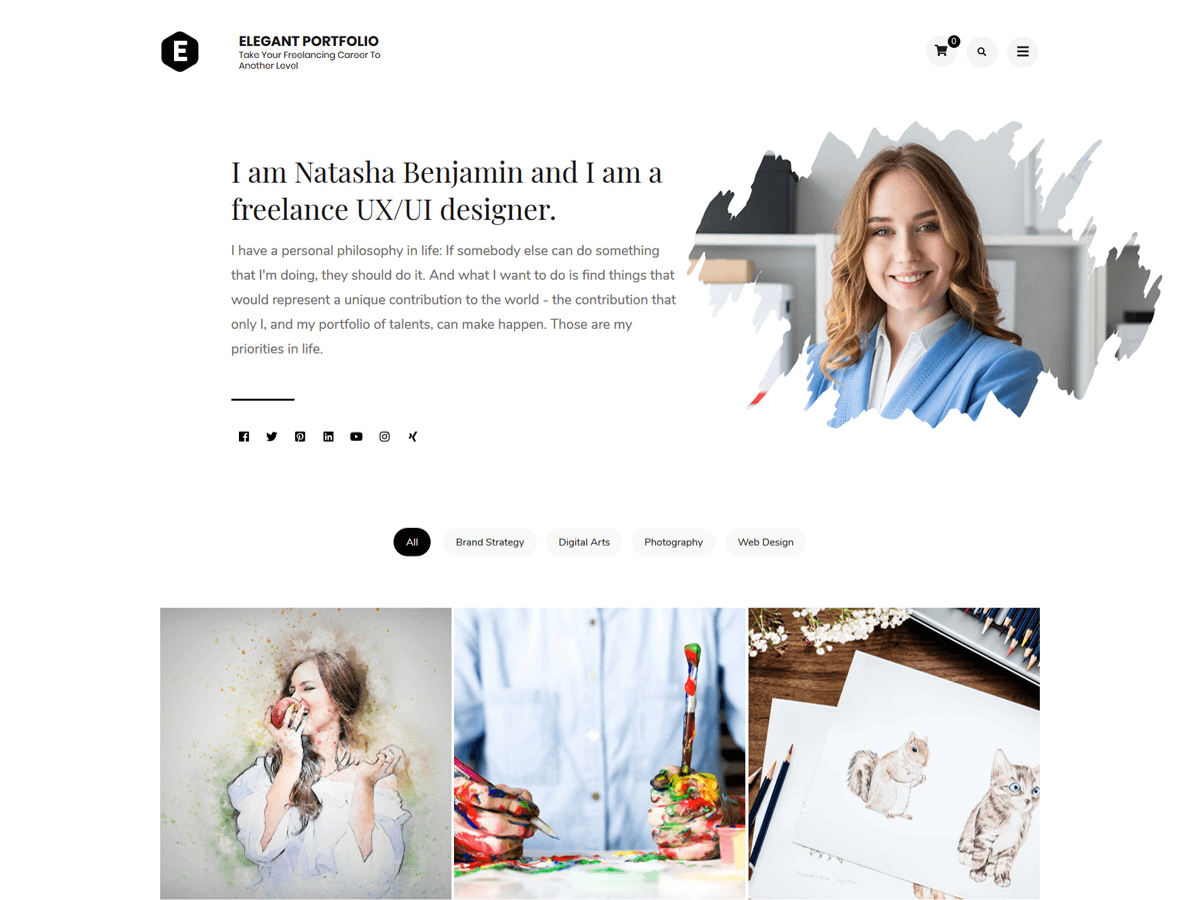 E
ELEGANT PORTFOLIO
Take Your Freelancing Career To
Another Level
0
I am Natasha Benjamin and I am a
freelance UX/UI designer.
I have a personal philosophy in life: If somebody else can do something
that I'm doing, they should do it. And what I want to do is find things that
would represent a unique contribution to the world - the contribution that
only I, and my portfolio of talents, can make happen. Those are my
priorities in life.
All
Brand Strategy
Digital Arts
Photography
Web Design